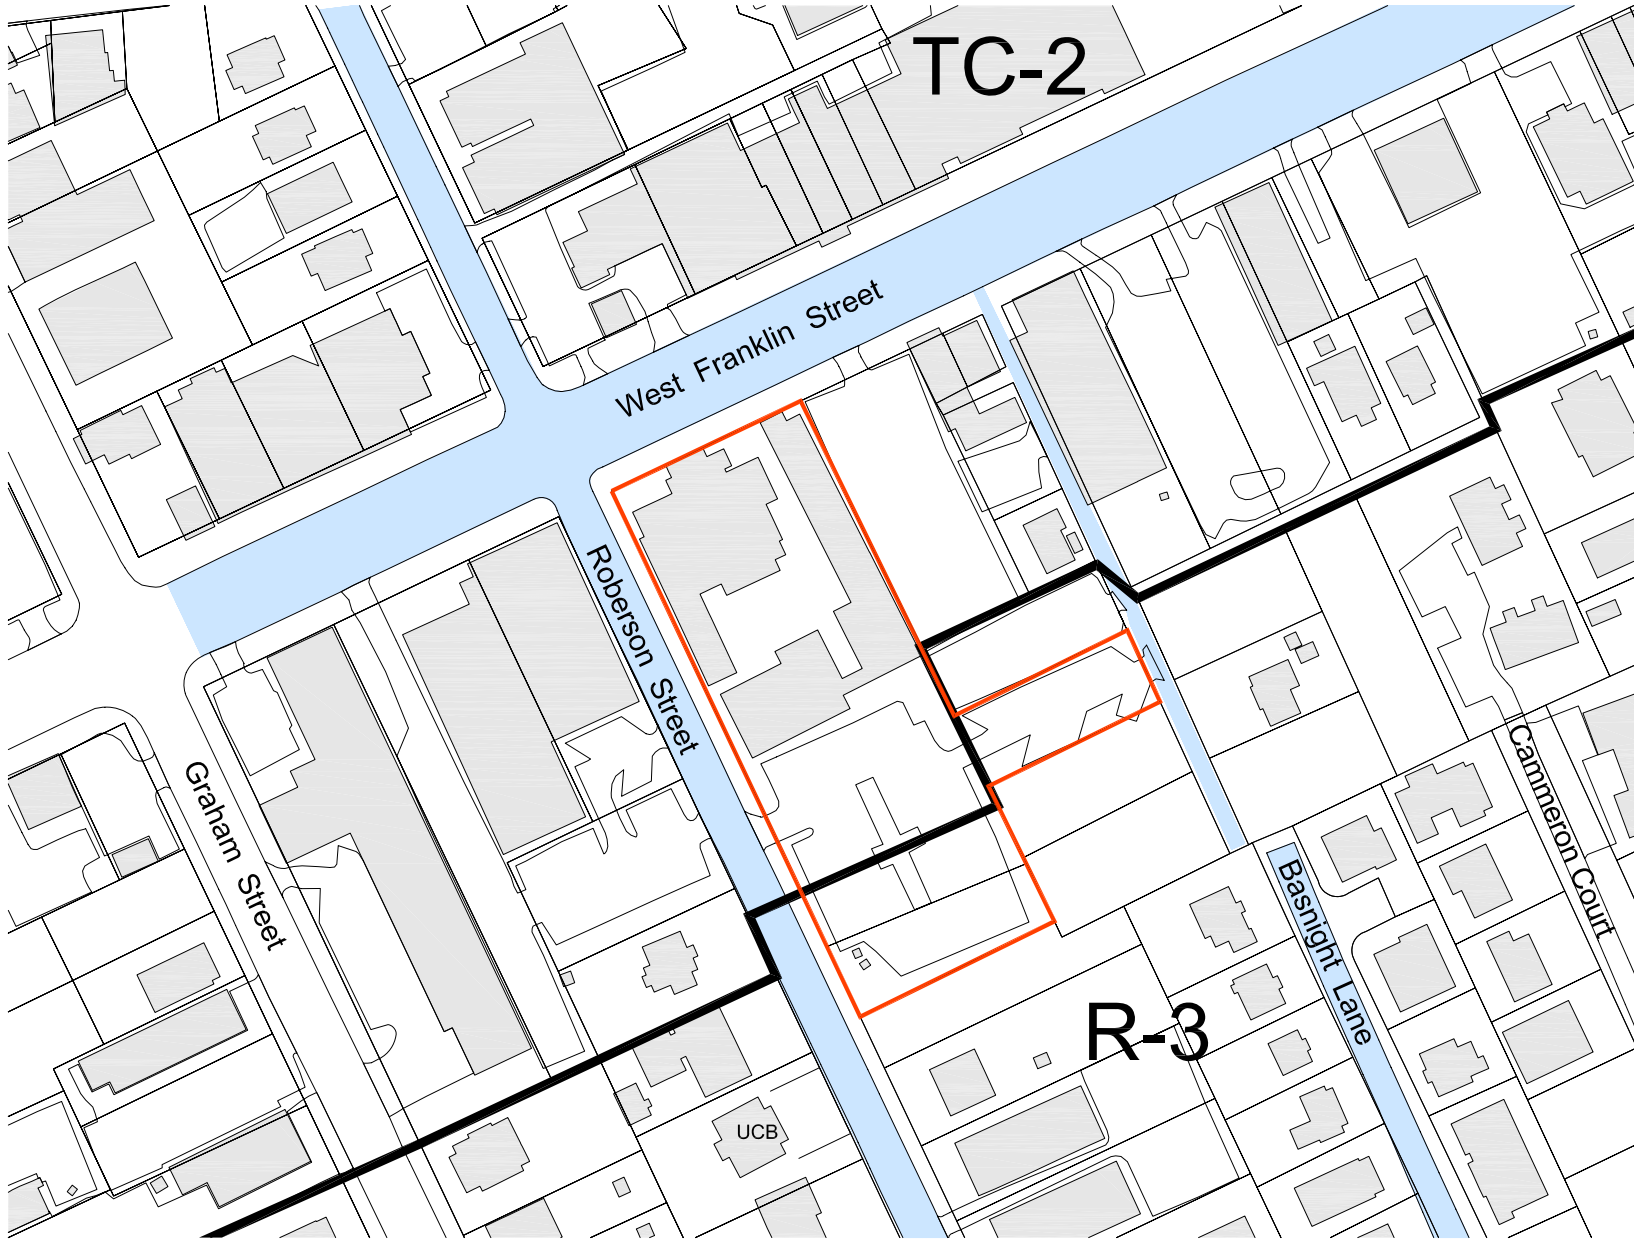 TC-2
West Franklin Street
Roberson Street
Graham Street
Cammeron Court
Basnight Lane
R-3
UCB